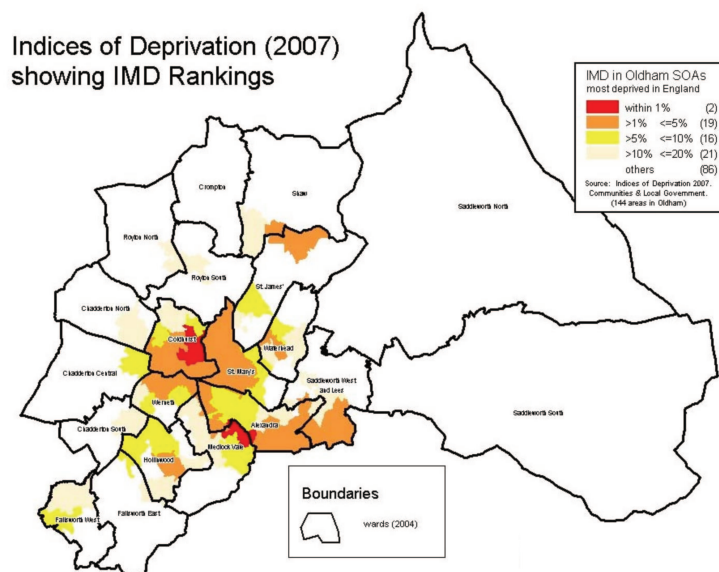 Indices of Deprivation (2007)
showing IMD Rankings
IMD in Oldham SOAs
most deprived in England
within 1% (2)
>1% <=5% (19)
>5% <=10% (16)
>10% <=20% (21)
others (86)
Source: Indices of Deprivation 2007.
Communities & Local Government.
(144 areas in Oldham)
Crompton
Shaw
Saddleworth North
Royton North
Royton South
St. James'
Chadderton North
Coldhurst
Waterhead
Chadderton Central
St. Mary's
Saddleworth West
and Lees
Werneth
Saddleworth South
Chadderton South
Alexandra
Medlock Vale
Hollinwood
Failsworth West
Failsworth East
Boundaries
wards (2004)